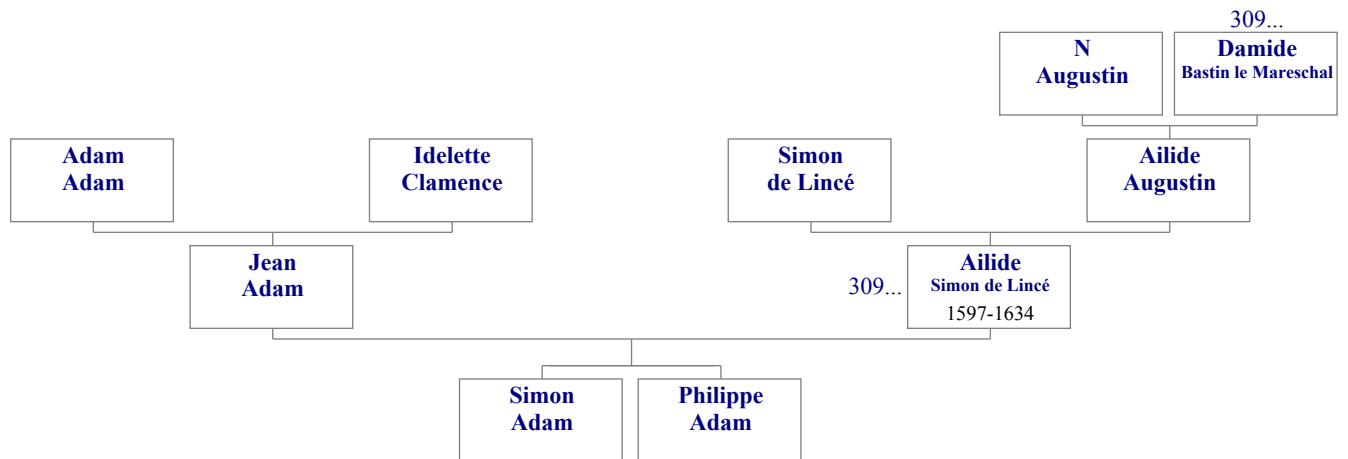 309...
N
Augustin
Damide
Bastin le Mareschal
Adam
Adam
Idelette
Clamence
Simon
de Lincé
Ailide
Augustin
Jean
Adam
309...
Ailide
Simon de Lincé
1597-1634
Simon
Adam
Philippe
Adam